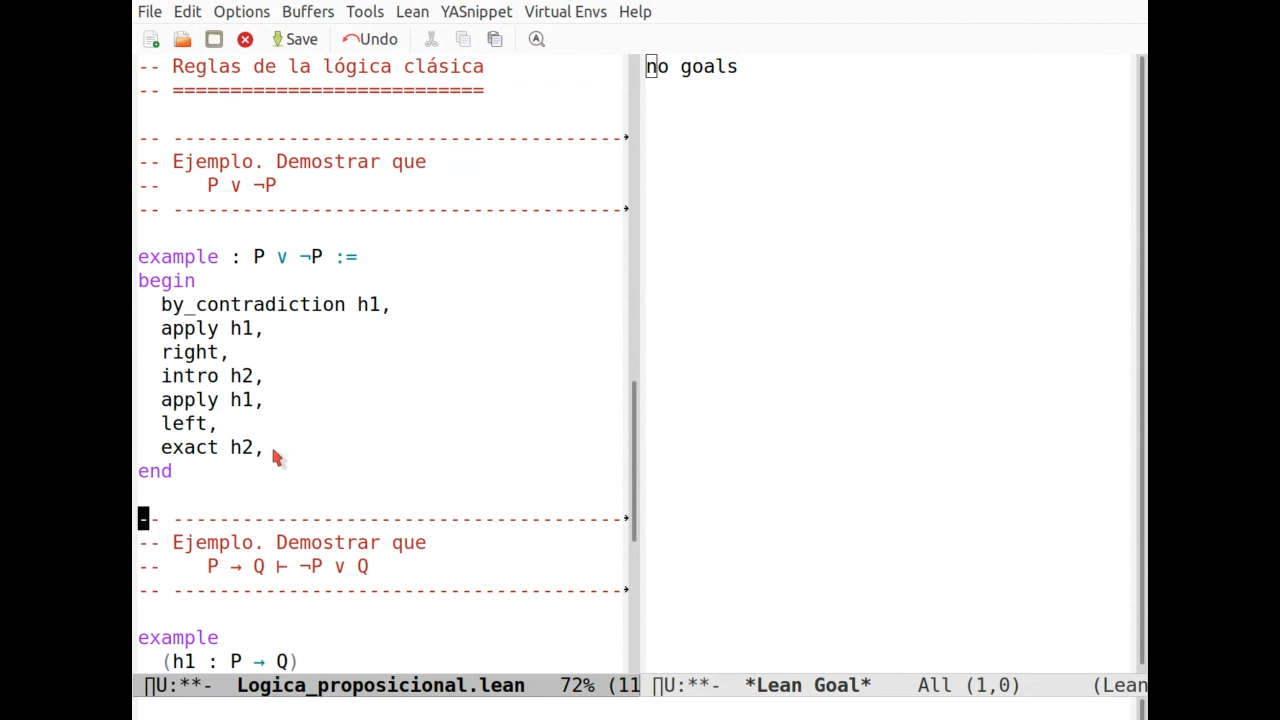 File Edit Options Buffers Tools Lean YASnippet Virtual Envs Help
Save Undo
-- Reglas de la lógica clásica
-- ===========================
-- ---------------------------------------
-- Ejemplo. Demostrar que
--    P ∨ ¬P
-- ---------------------------------------
example : P ∨ ¬P :=
begin
  by_contradiction h1,
  apply h1,
  right,
  intro h2,
  apply h1,
  left,
  exact h2,
end
-- ---------------------------------------
-- Ejemplo. Demostrar que
--    P → Q ⊢ ¬P ∨ Q
-- ---------------------------------------
example
  (h1 : P → Q)
U:**-  Logica_proposicional.lean   72% (11
no goals
U:**-  *Lean Goal*    All (1,0)      (Lean